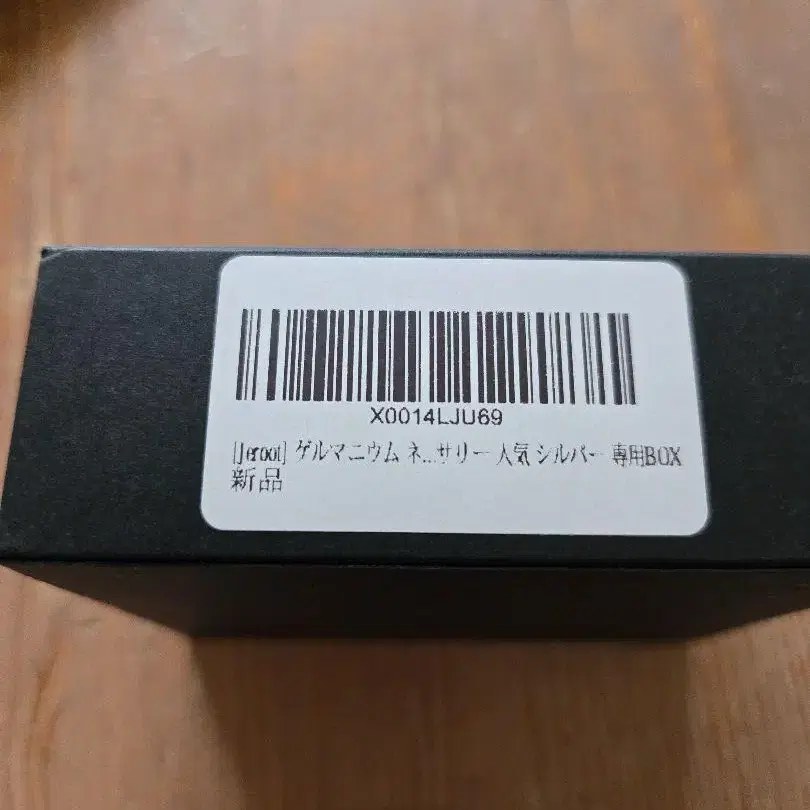 X0014LJU69
[Jeroot] ゲルマニウム ネ...サリー 人気 シルバー 専用BOX
新品